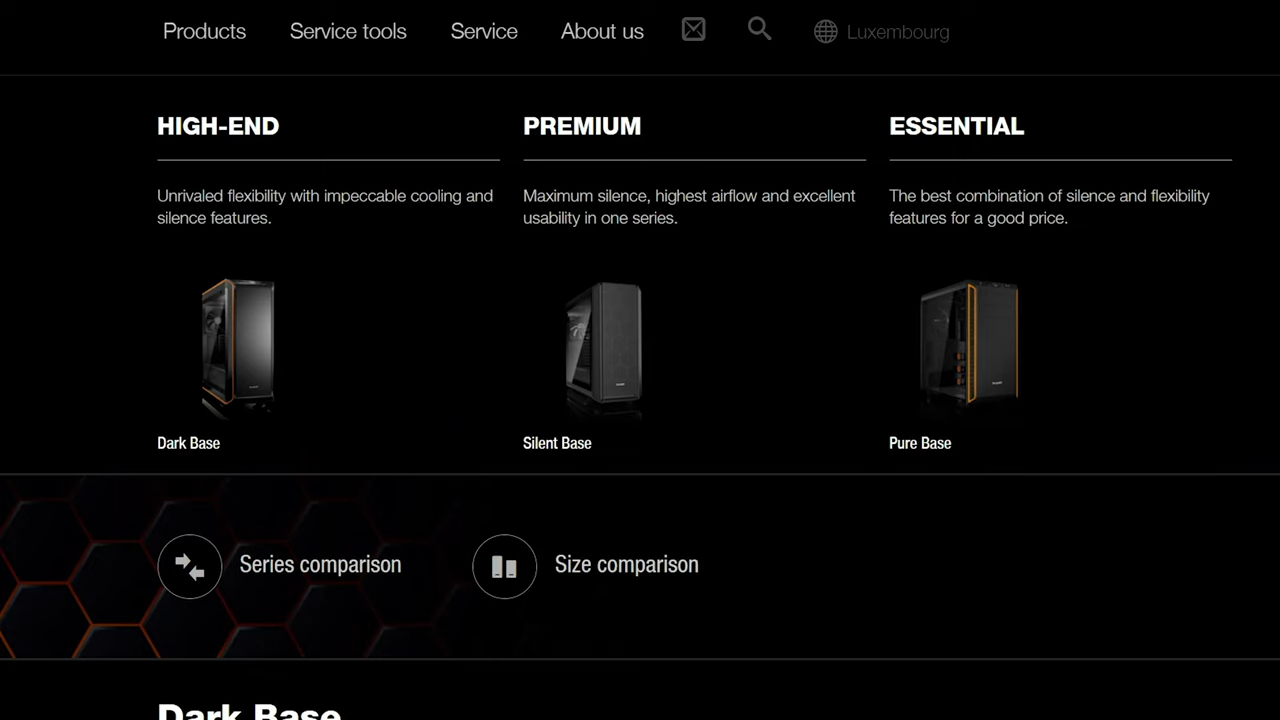 Products Service tools Service About us Luxembourg
HIGH-END
Unrivaled flexibility with impeccable cooling and
silence features.
Dark Base
PREMIUM
Maximum silence, highest airflow and excellent
usability in one series.
Silent Base
ESSENTIAL
The best combination of silence and flexibility
features for a good price.
Pure Base
Series comparison
Size comparison
Dark Base